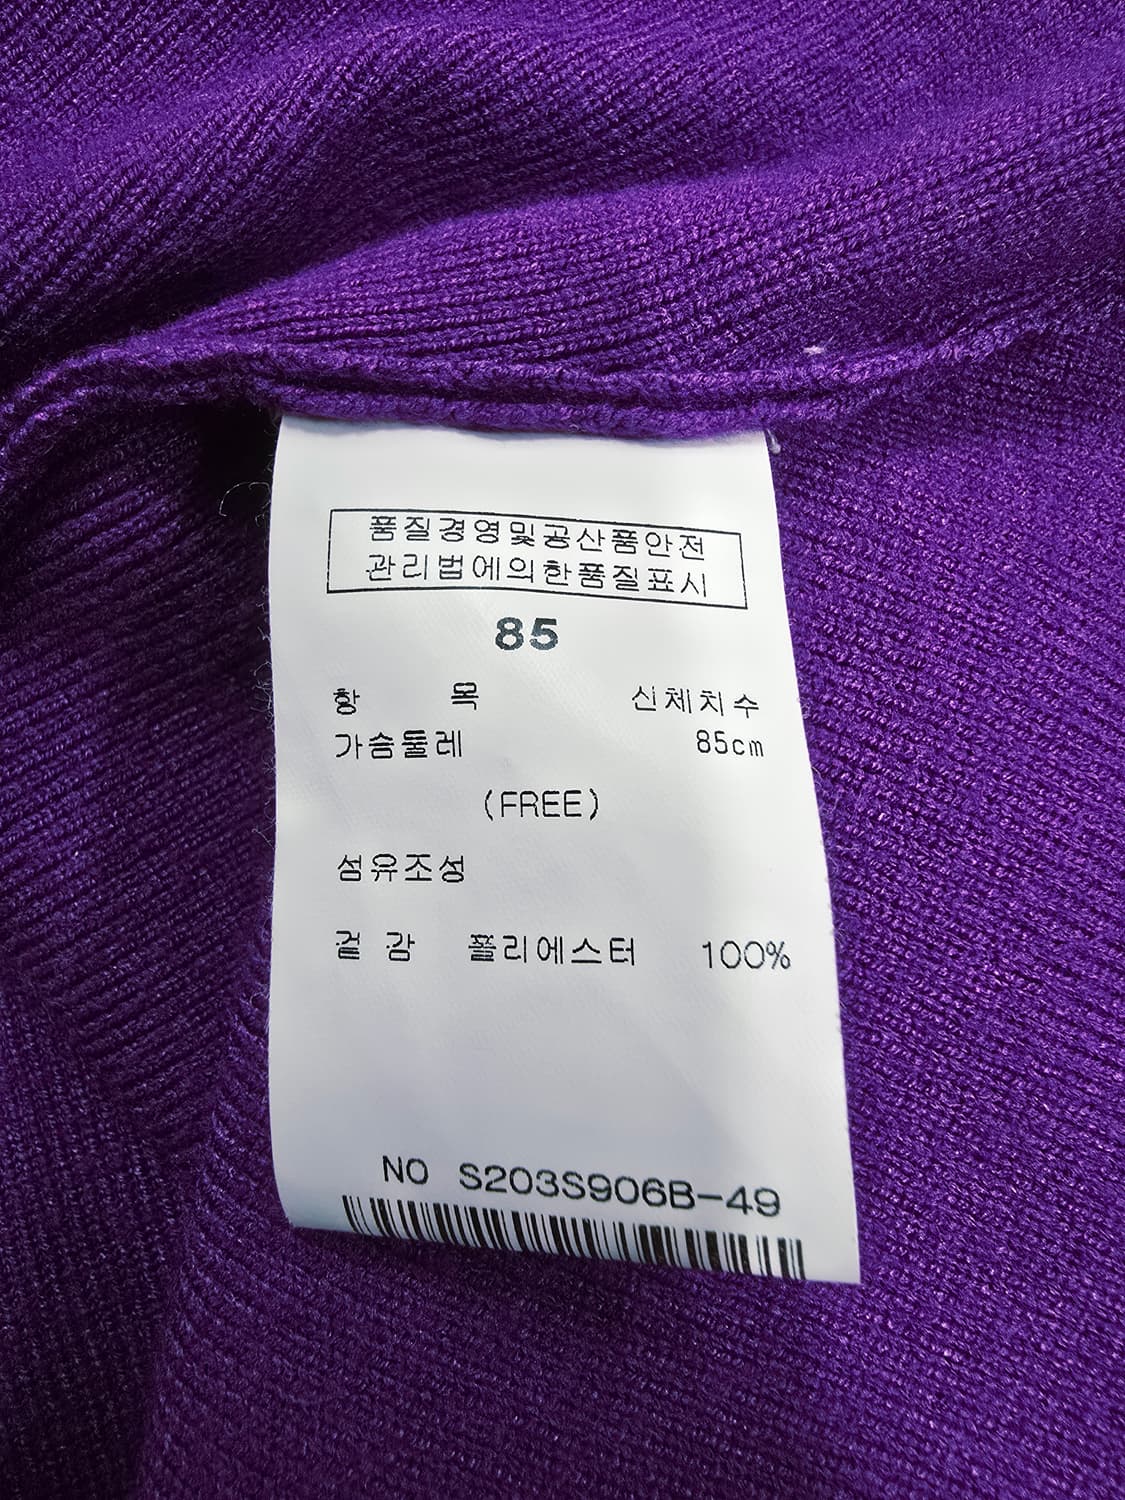 품질경영및공산품안전
관리법에의한품질표시
85
항 목 신체치수
가슴둘레 85cm
(FREE)
섬유조성
겉 감 폴리에스터 100%
NO S203S906B-49